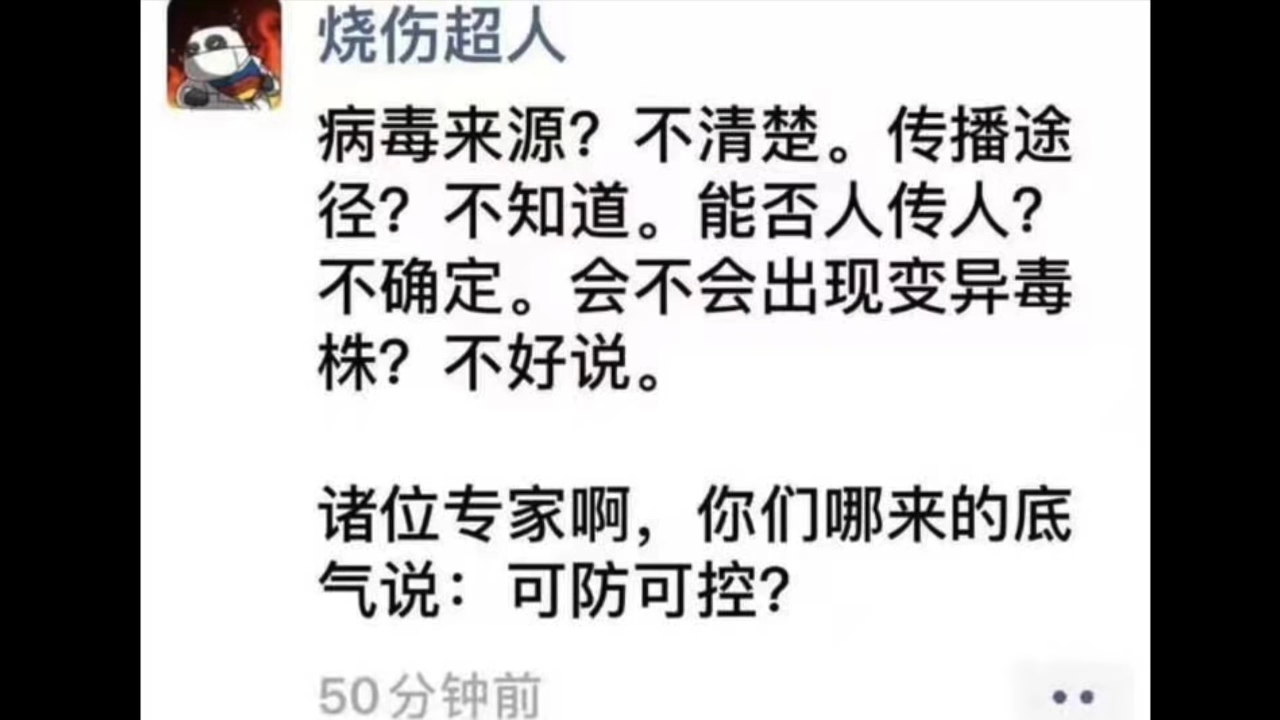 烧伤超人
病毒来源？不清楚。传播途
径？不知道。能否人传人？
不确定。会不会出现变异毒
株？不好说。
诸位专家啊，你们哪来的底
气说：可防可控？
50分钟前